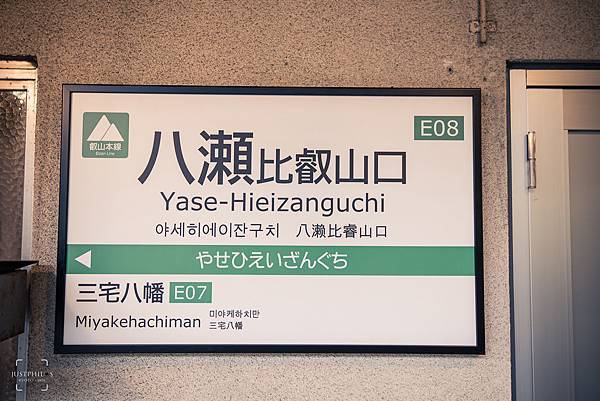 叡山本線
Eizan Line
E08
八瀬比叡山口
Yase-Hieizanguchi
야세히에이잔구치 八濑比睿山口
やせひえいざんぐち
三宅八幡 E07
Miyakehachiman
미야케하치만
三宅八幡